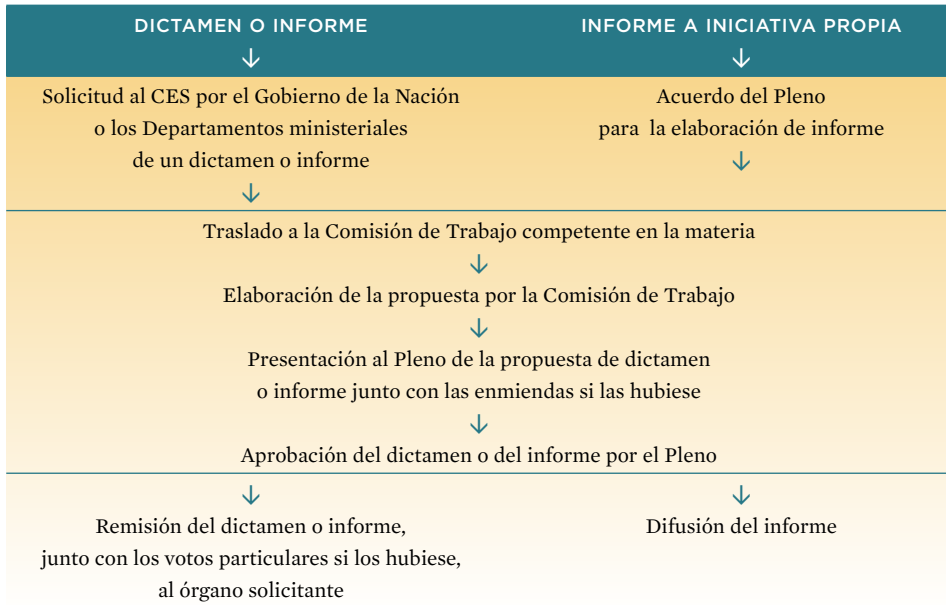 DICTAMEN O INFORME
↓
INFORME A INICIATIVA PROPIA
↓
Solicitud al CES por el Gobierno de la Nación
o los Departamentos ministeriales
de un dictamen o informe
↓
Acuerdo del Pleno
para la elaboración de informe
↓
Traslado a la Comisión de Trabajo competente en la materia
↓
Elaboración de la propuesta por la Comisión de Trabajo
↓
Presentación al Pleno de la propuesta de dictamen
o informe junto con las enmiendas si las hubiese
↓
Aprobación del dictamen o del informe por el Pleno
↓
Remisión del dictamen o informe,
junto con los votos particulares si los hubiese,
al órgano solicitante
↓
Difusión del informe